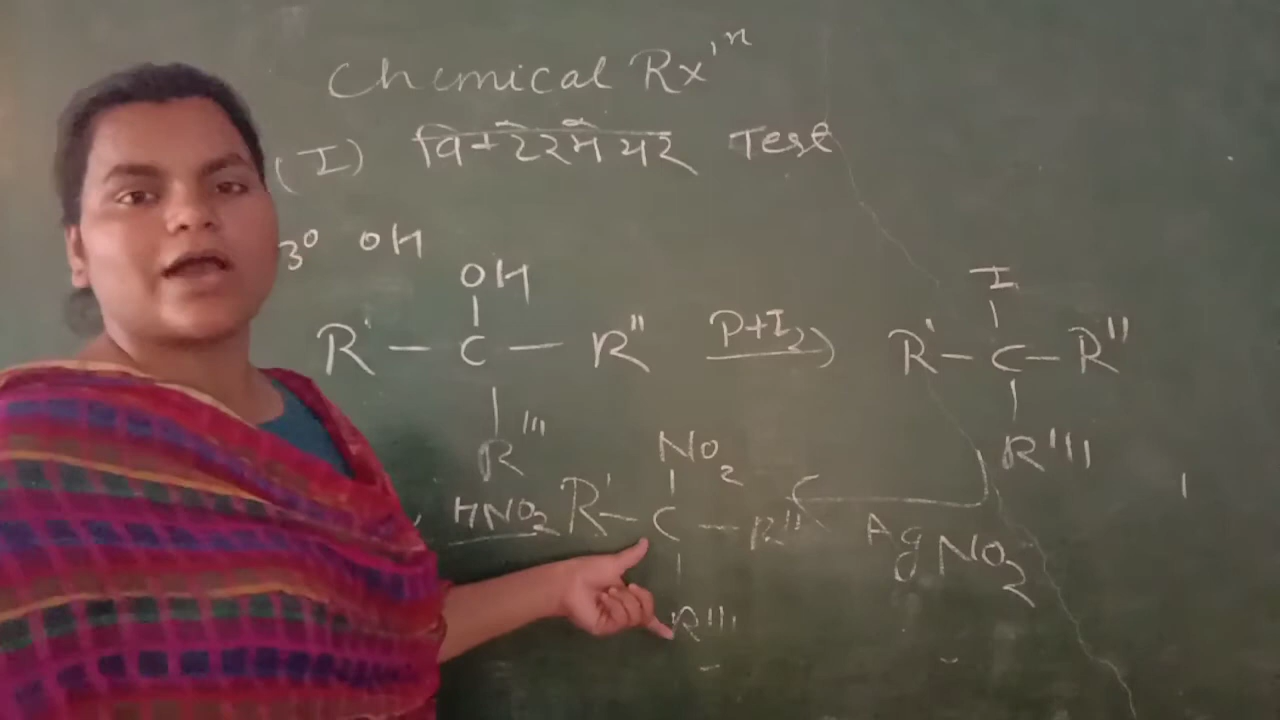 Chemical Rx'n
(I) विक्टरमेयर Test
3° OH
OH
R' — C — R" P+I2
R'''
I
R' — C — R''
R'''
NO2
HNO2 R' — C — R''
R'''
AgNO2